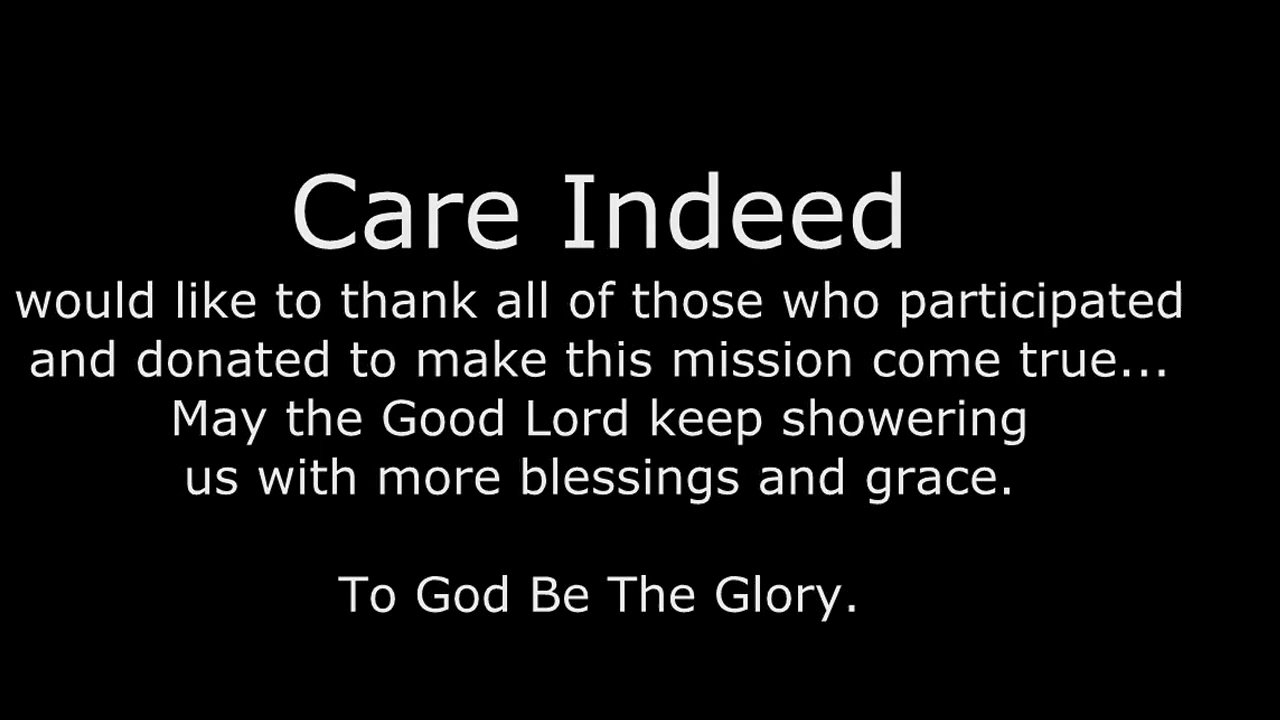 Care Indeed
would like to thank all of those who participated
and donated to make this mission come true...
May the Good Lord keep showering
us with more blessings and grace.
To God Be The Glory.